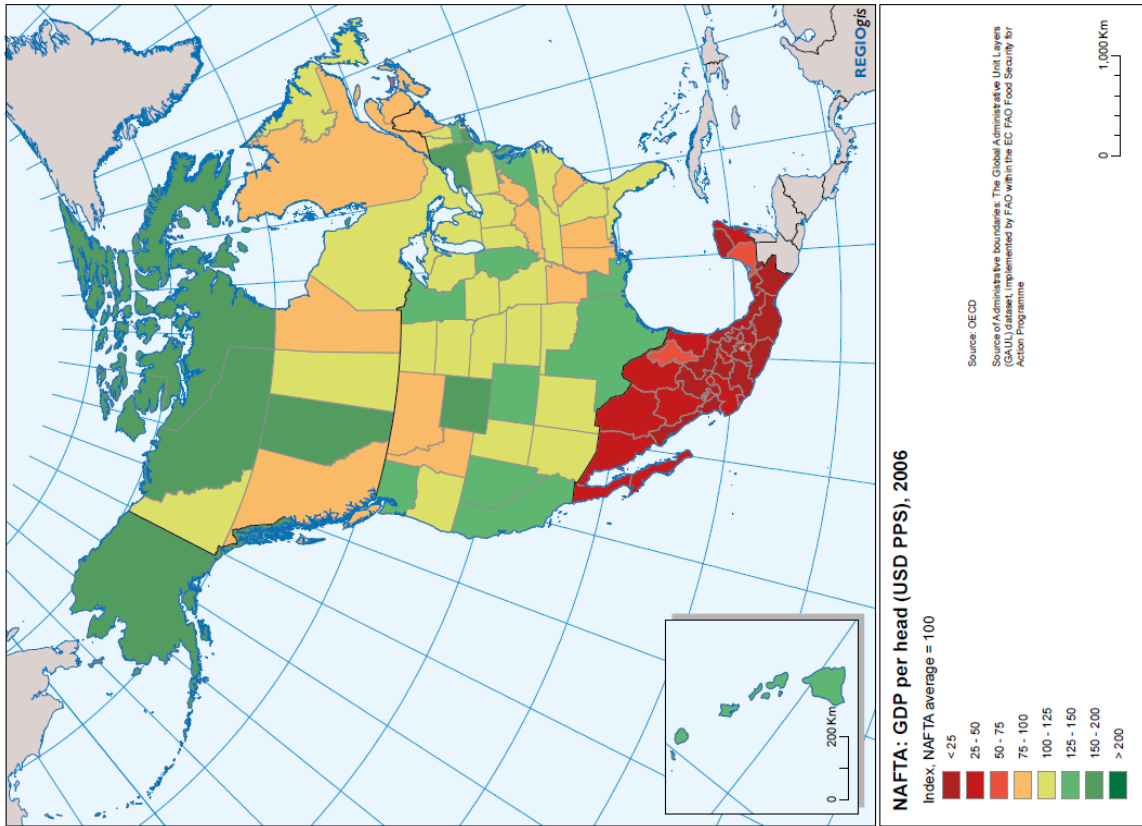 REGIOgis
200 Km
0
NAFTA: GDP per head (USD PPS), 2006
Index, NAFTA average = 100
< 25
25 - 50
50 - 75
75 - 100
100 - 125
125 - 150
150 - 200
> 200
Source: OECD
Source of Administrative boundaries: The Global Administrative Unit Layers
(GAUL) dataset, implemented by FAO within the EC FAO Food Security for
Action Programme
0
1,000 Km